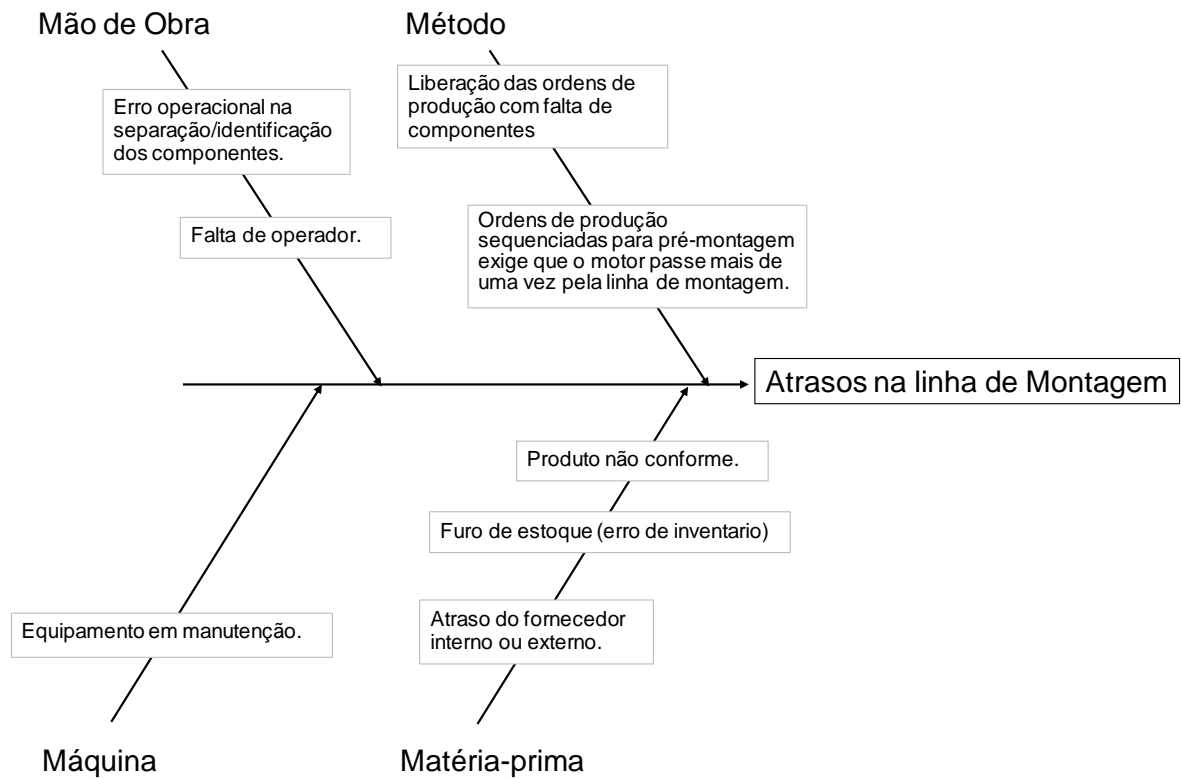 Mão de Obra
Método
Erro operacional na
separação/identificação
dos componentes.
Falta de operador.
Liberação das ordens de
produção com falta de
componentes
Ordens de produção
sequenciadas para pré-montagem
exige que o motor passe mais de
uma vez pela linha de montagem.
Atrasos na linha de Montagem
Produto não conforme.
Furo de estoque (erro de inventario)
Atraso do fornecedor
interno ou externo.
Equipamento em manutenção.
Máquina
Matéria-prima